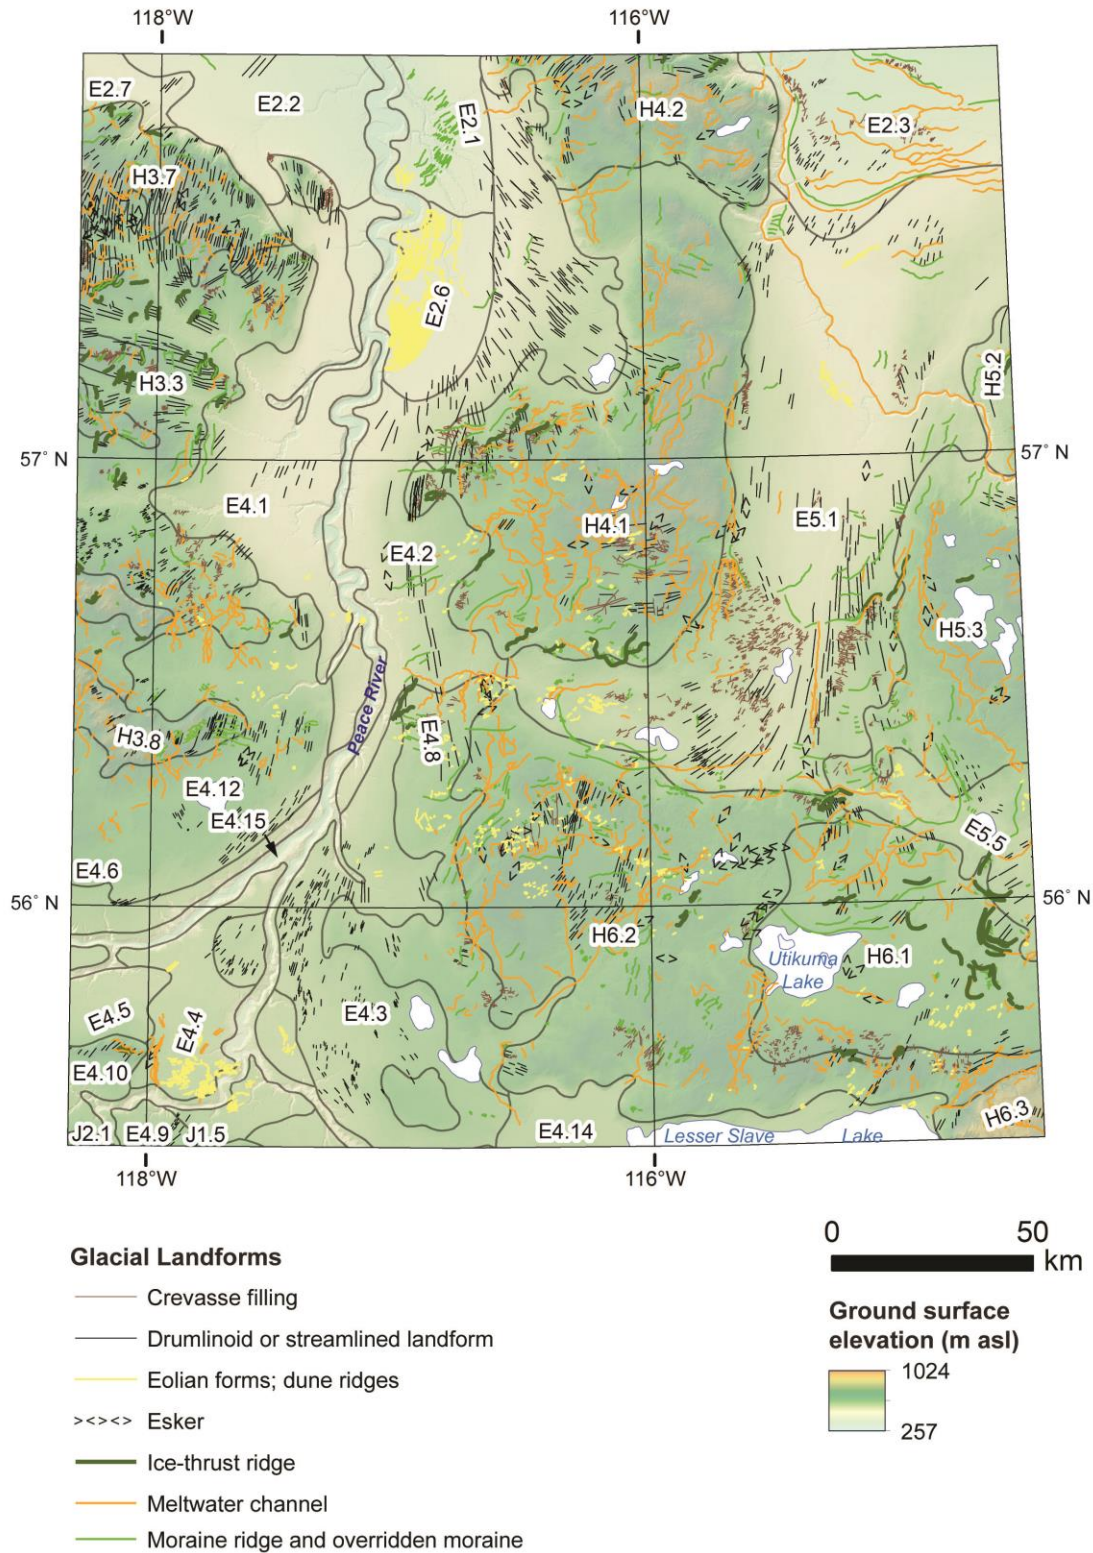 118°W 116°W
E2.7
E2.2
E2.1
H4.2
E2.3
H3.7
E2.6
H3.3
H5.2
57° N 57° N
E4.1
E5.1
H4.1
E4.2
H5.3
Peace River
H3.8
E4.8
E4.12
E4.15
E5.5
E4.6
56° N 56° N
H6.2
Utikuma
Lake
H6.1
E4.5
E4.4
E4.3
E4.10
J2.1 E4.9 J1.5
E4.14
Lesser Slave Lake
H6.3
118°W 116°W
0 50
km
Glacial Landforms
Crevasse filling
Drumlinoid or streamlined landform
Eolian forms; dune ridges
Esker
Ice-thrust ridge
Meltwater channel
Moraine ridge and overridden moraine
Ground surface
elevation (m asl)
1024
257